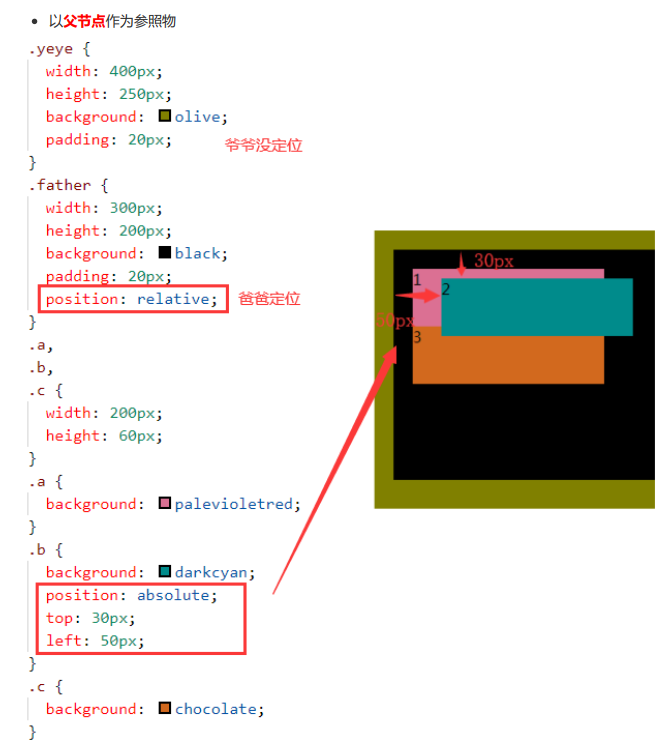 以父节点作为参照物
.yeye {
width: 400px;
height: 250px;
background: olive;
padding: 20px;
爷爷没定位
}
.father {
width: 300px;
height: 200px;
background: black;
padding: 20px;
position: relative;
爸爸定位
}
.a,
.b,
.c {
width: 200px;
height: 60px;
}
.a {
background: palevioletred;
}
.b {
background: darkcyan;
position: absolute;
top: 30px;
left: 50px;
}
.c {
background: chocolate;
}
30px
1
2
50px
3